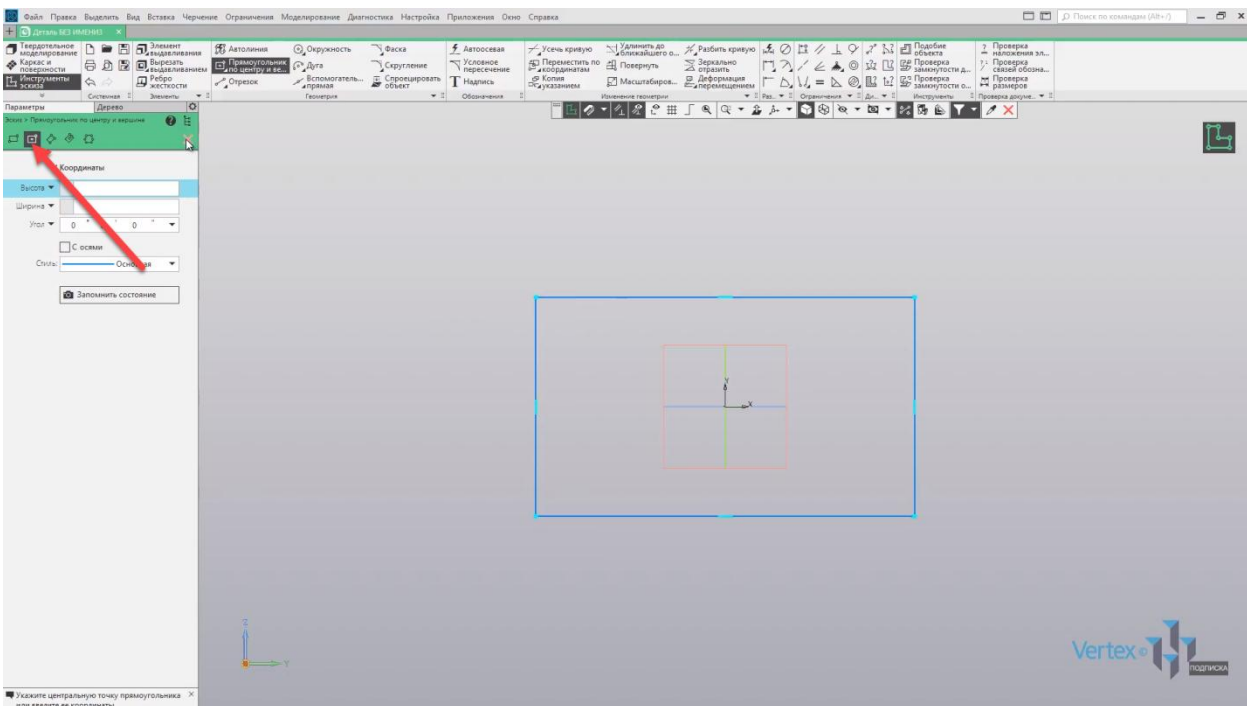 Файл Правка Выделить Вид Вставка Черчение Ограничения Моделирование Диагностика Настройка Приложения Окно Справка
Поиск по командам (Alt+/)
Деталь БЕЗ ИМЕНИ3
Твердотельное моделирование
Каркас и поверхности
Инструменты эскиза
Системная
Элемент выдавливания
Вырезать выдавливанием
Ребро жесткости
Элементы
Автолиния
Прямоугольник по центру и ве...
Отрезок
Окружность
Дуга
Вспомогатель... прямая
Фаска
Скругление
Спроецировать объект
Геометрия
Автоосевая
Условное пересечение
Надпись
Обозначения
Усечь кривую
Переместить по координатам
Копия указанием
Удлинить до ближайшего о...
Повернуть
Масштабиров...
Разбить кривую
Зеркально отразить
Деформация перемещением
Изменение геометрии
Раз...
Ограничения
Ди...
Подобие объекта
Проверка замкнутости д...
Проверка замкнутости о...
Инструменты
Проверка наложения эл...
Проверка связей обозна...
Проверка размеров
Проверка докуме...
Параметры
Дерево
Эскиз > Прямоугольник по центру и вершине
Координаты
Высота
Ширина
Угол 0 ° ' 0 "
С осями
Стиль:
Запомнить состояние
Y
X
Z
Y
Vertex
ПОДПИСКА
Укажите центральную точку прямоугольника
или введите ее координаты